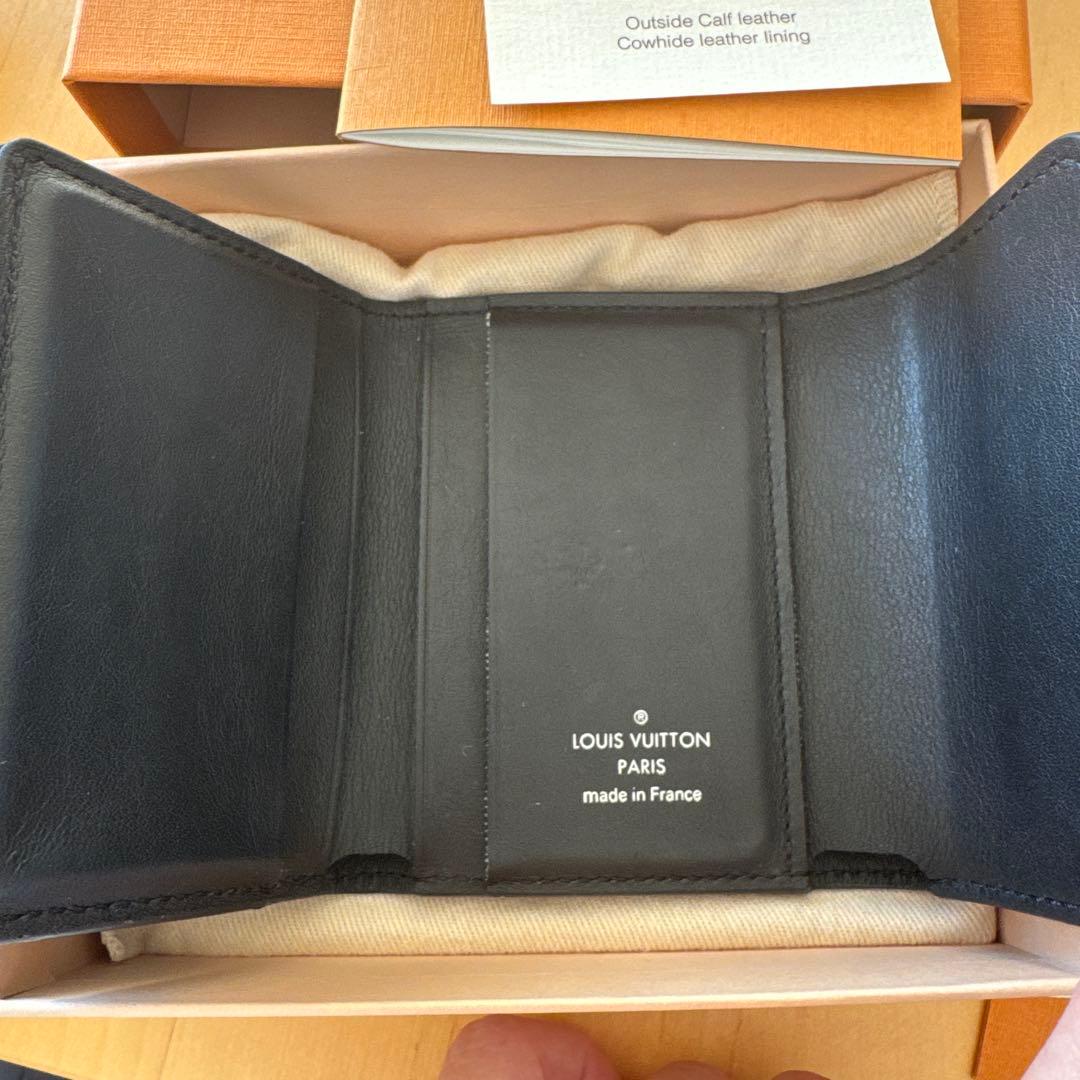 Outside Calf leather
Cowhide leather lining
®
LOUIS VUITTON
PARIS
made in France